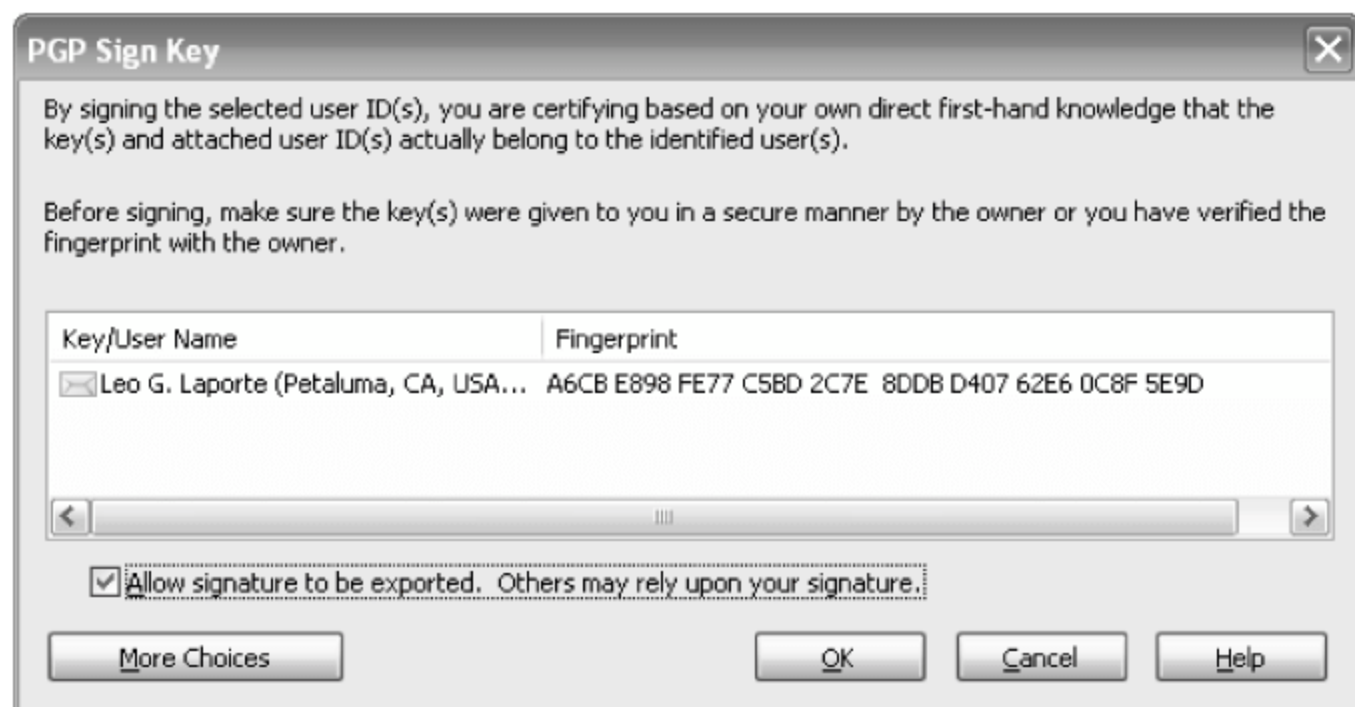 PGP Sign Key
By signing the selected user ID(s), you are certifying based on your own direct first-hand knowledge that the
key(s) and attached user ID(s) actually belong to the identified user(s).
Before signing, make sure the key(s) were given to you in a secure manner by the owner or you have verified the
fingerprint with the owner.
Key/User Name Fingerprint
Leo G. Laporte (Petaluma, CA, USA... A6CB E898 FE77 C5BD 2C7E 8DDB D407 62E6 0C8F 5E9D
Allow signature to be exported. Others may rely upon your signature.
More Choices OK Cancel Help